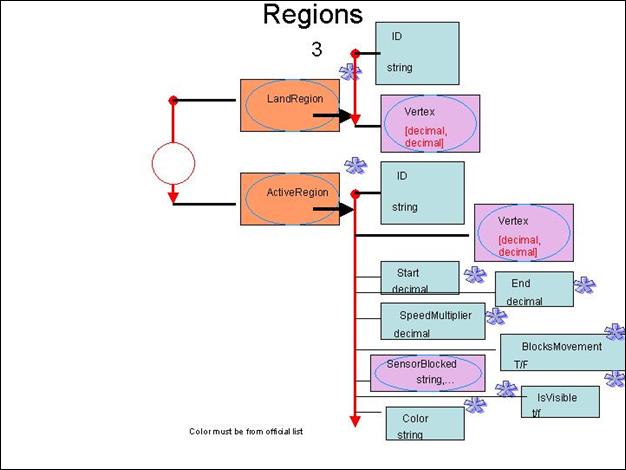 Regions
3
ID
string
LandRegion
Vertex
[decimal,
decimal]
ActiveRegion
ID
string
Vertex
[decimal,
decimal]
Start
decimal
End
decimal
SpeedMultiplier
decimal
BlocksMovement
T/F
SensorBlocked
string,...
IsVisible
t/f
Color
string
Color must be from official list